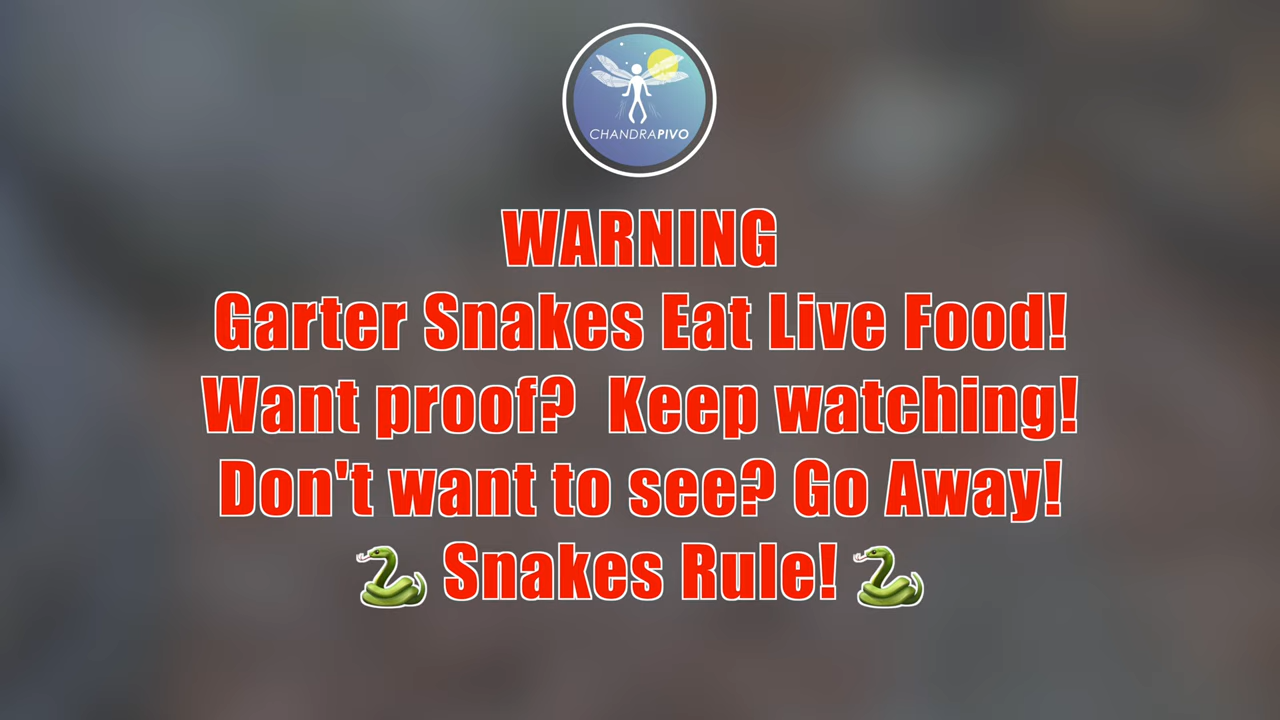 CHANDRAPIVO
WARNING
Garter Snakes Eat Live Food!
Want proof?  Keep watching!
Don't want to see? Go Away!
🐍 Snakes Rule! 🐍